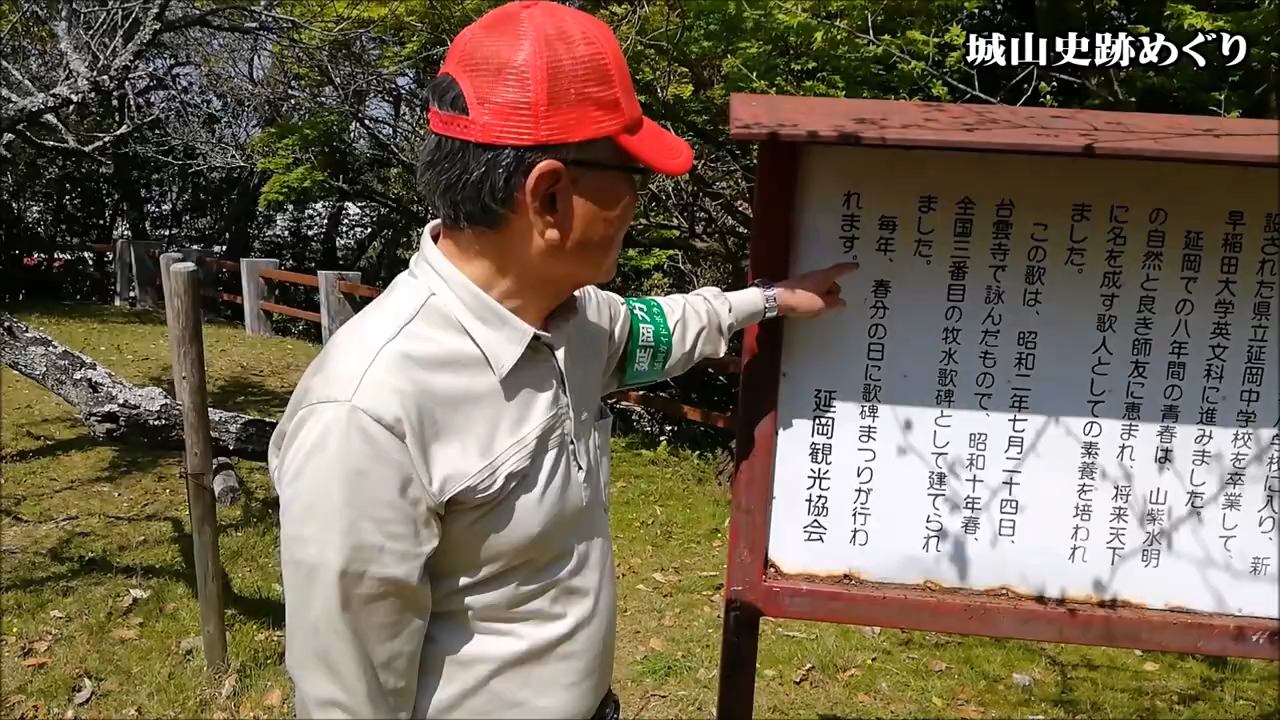 城山史跡めぐり
設された県立延岡中学校を卒業して、
早稲田大学英文科に進みました。
延岡での八年間の青春は、山紫水明
の自然と良き師友に恵まれ、将来天下
に名を成す歌人としての素養を培われ
ました。
この歌は、昭和二年七月二十四日、
台雲寺で詠んだもので、昭和十年春、
全国三番目の牧水歌碑として建てられ
ました。
毎年、春分の日に歌碑まつりが行わ
れます。
延岡観光協会
延岡ガ